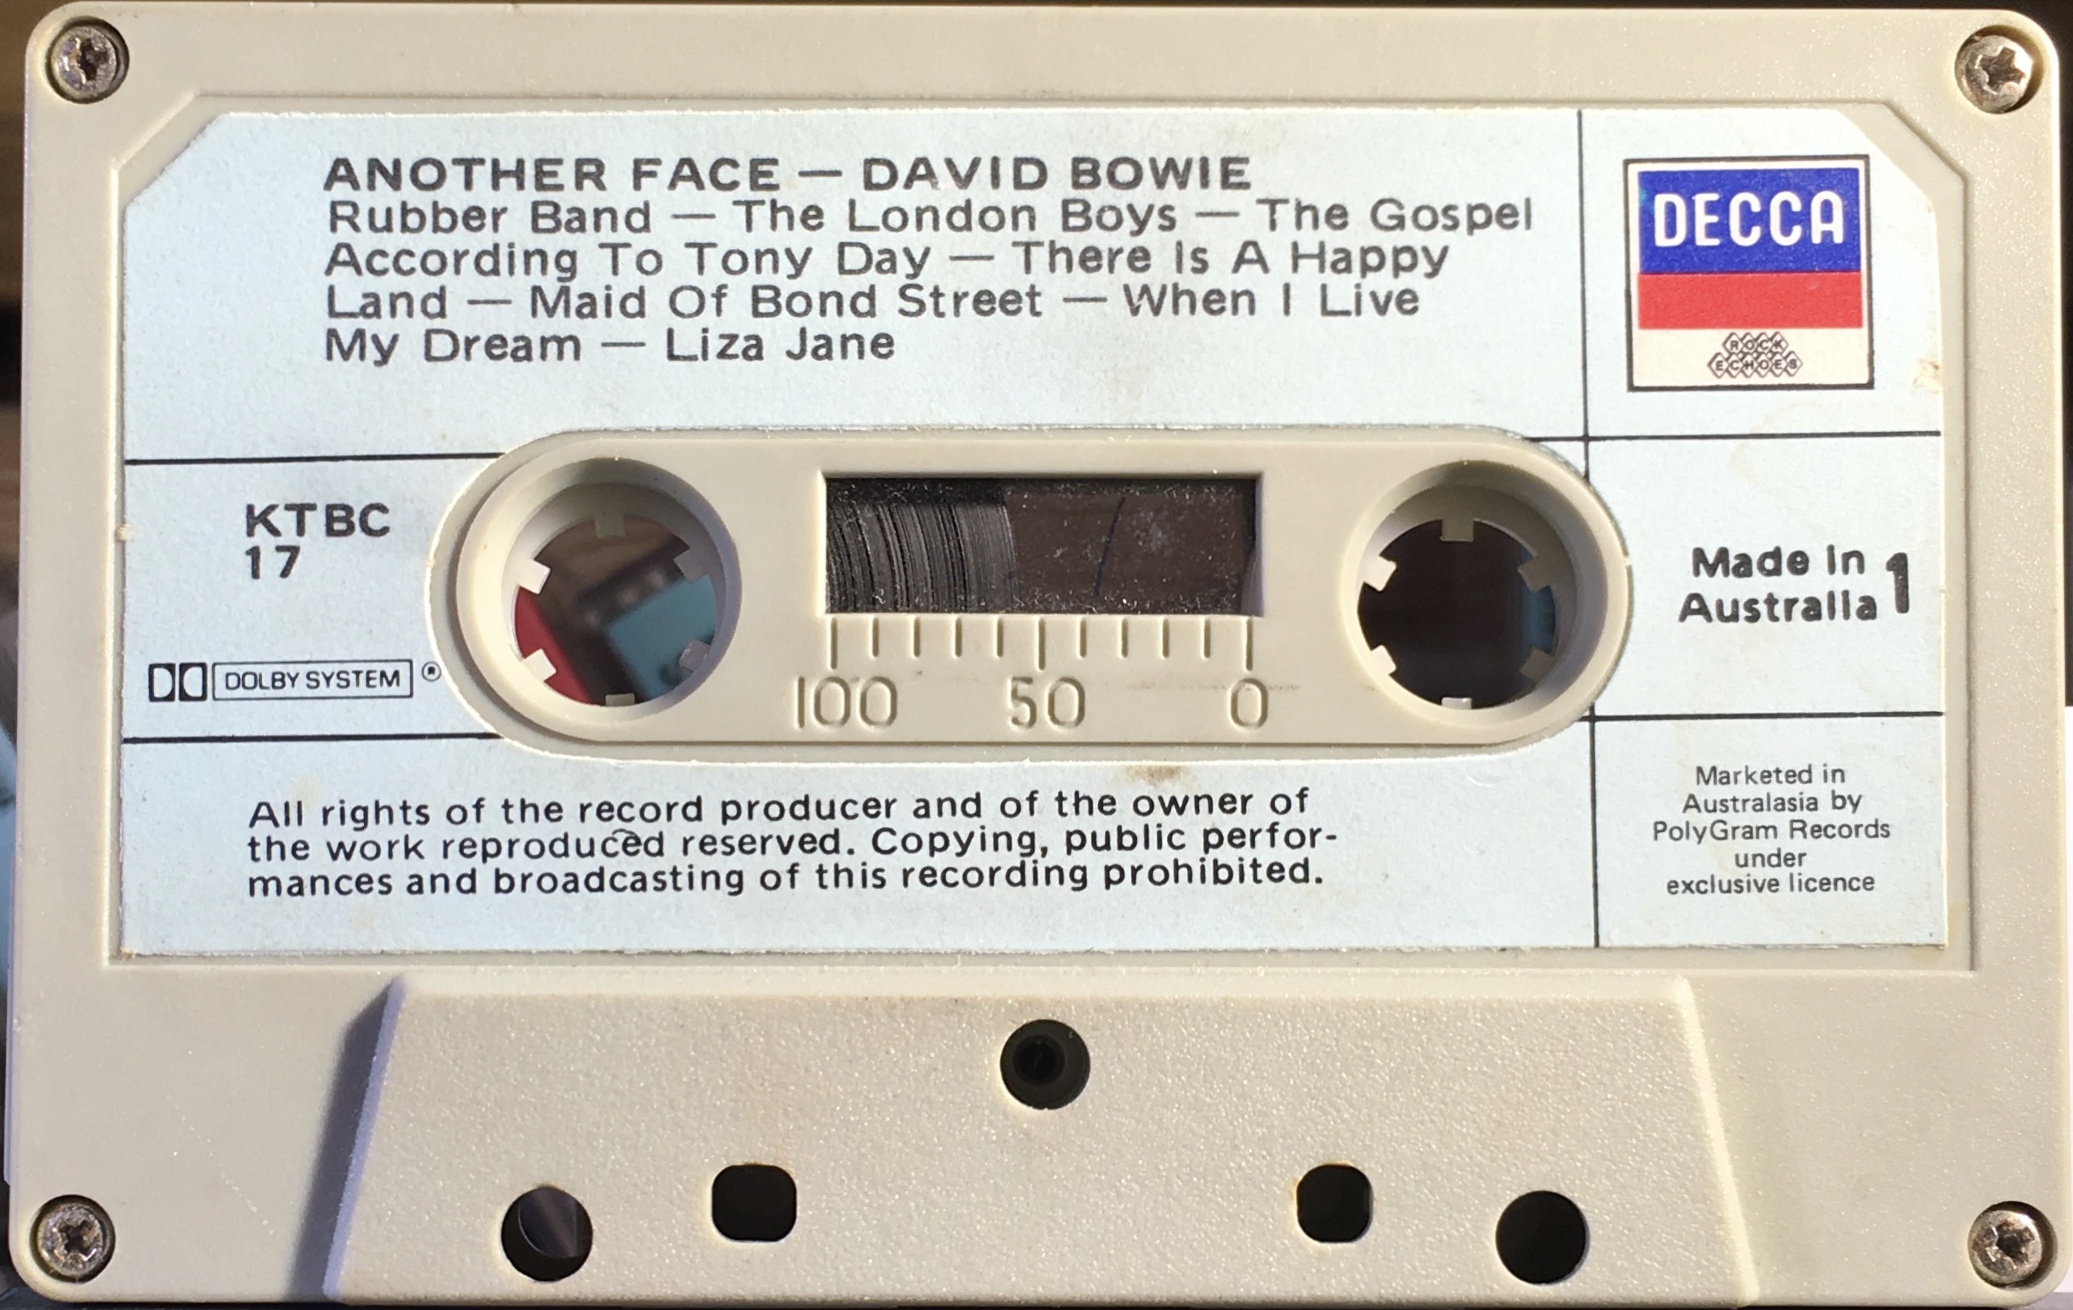 ANOTHER FACE — DAVID BOWIE
Rubber Band — The London Boys — The Gospel
According To Tony Day — There Is A Happy
Land — Maid Of Bond Street — When I Live
My Dream — Liza Jane
DECCA
ROCK
ECHOES
KTBC
17
DOLBY SYSTEM ®
100 50 0
Made in
Australia 1
All rights of the record producer and of the owner of
the work reproduced reserved. Copying, public perfor-
mances and broadcasting of this recording prohibited.
Marketed in
Australasia by
PolyGram Records
under
exclusive licence